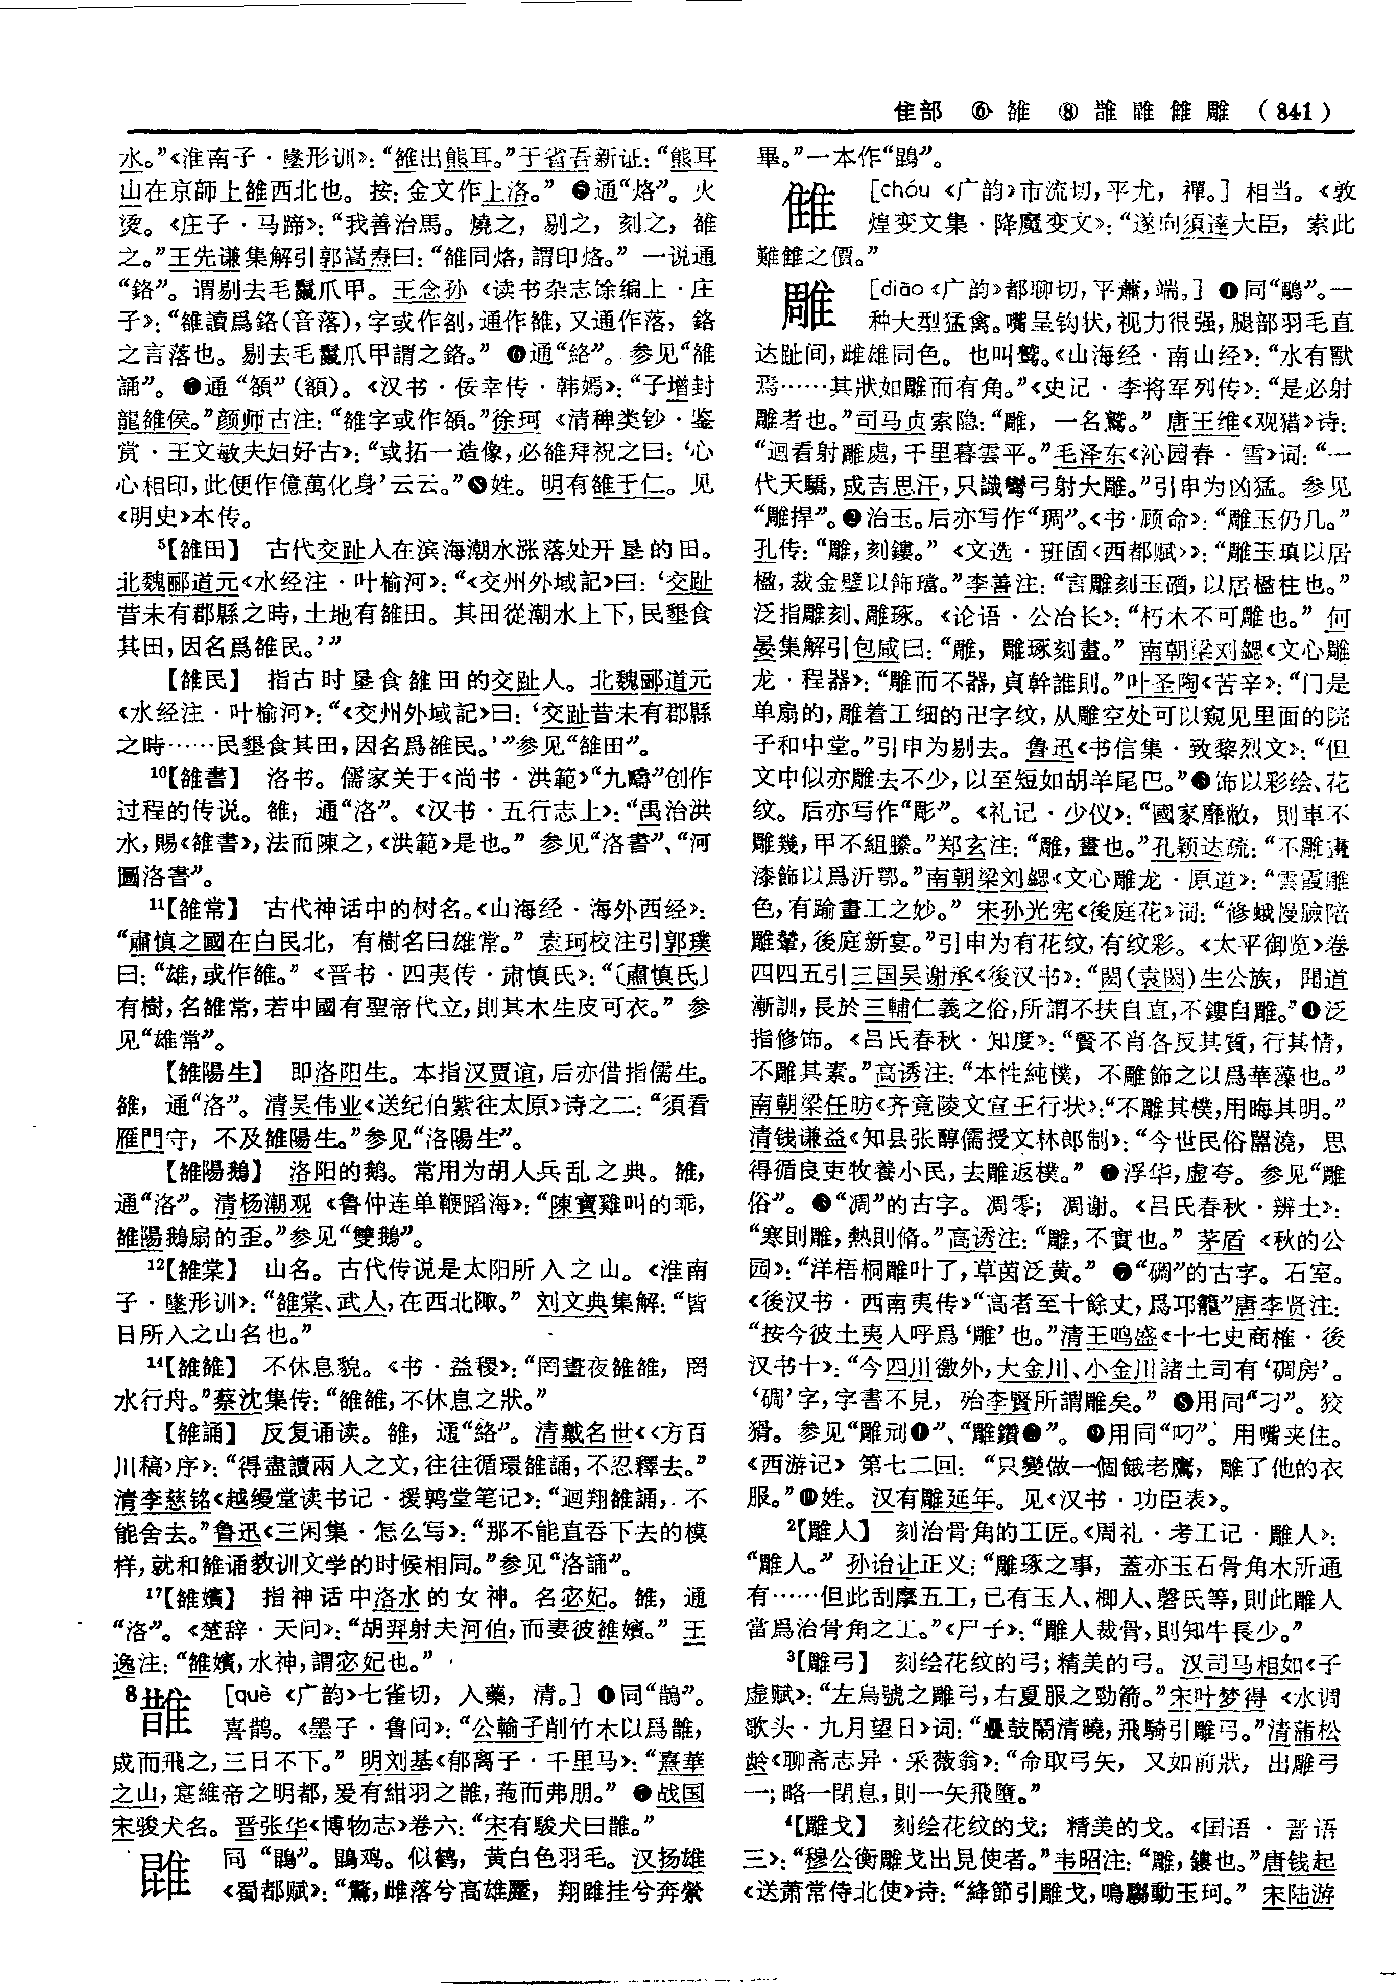 隹部 ⑥ 雒 ⑧ 誰 雎 雔 雕 (841)
水。”《淮南子·墬形训》：“雒出熊耳。”于省吾新证：“熊耳
山在京師上雒西北也。按：金文作上洛。” ❺通“烙”。火
烫。《庄子·马蹄》：“我善治馬。燒之，剔之，刻之，雒
之。”王先谦集解引郭嵩焘曰：“雒同烙，謂印烙。” 一说通
“鉻”。谓剔去毛鬣爪甲。王念孙《读书杂志馀编上·庄
子》：“雒讀爲鉻(音落)，字或作剖，通作雒，又通作落，鉻
之言落也。剔去毛鬣爪甲謂之鉻。” ❻通“絡”。参见“雒
誦”。❼通“頟”(額)。《汉书·佞幸传·韩嫣》：“子增封
龍雒侯。”颜师古注：“雒字或作頟。”徐珂《清稗类钞·鉴
赏·王文敏夫妇好古》：“或拓一造像，必雒拜祝之曰：‘心
心相印，此便作億萬化身’云云。”❽姓。明有雒于仁。见
《明史》本传。
5【雒田】 古代交趾人在滨海潮水涨落处开垦的田。
北魏郦道元《水经注·叶榆河》：“《交州外域記》曰：‘交趾
昔未有郡縣之時，土地有雒田。其田從潮水上下，民墾食
其田，因名爲雒民。’”
【雒民】 指古时垦食雒田的交趾人。北魏郦道元
《水经注·叶榆河》：“《交州外域記》曰：‘交趾昔未有郡縣
之時……民墾食其田，因名爲雒民。’”参见“雒田”。
10【雒書】 洛书。儒家关于《尚书·洪範》“九疇”创作
过程的传说。雒，通“洛”。《汉书·五行志上》：“禹治洪
水，賜《雒書》，法而陳之，《洪範》是也。” 参见“洛書”、“河
圖洛書”。
11【雒常】 古代神话中的树名。《山海经·海外西经》：
“肅慎之國在白民北，有樹名曰雄常。” 袁珂校注引郭璞
曰：“雄，或作雒。” 《晋书·四夷传·肃慎氏》：“〔肅慎氏〕
有樹，名雒常，若中國有聖帝代立，則其木生皮可衣。” 参
见“雄常”。
【雒陽生】 即洛阳生。本指汉贾谊，后亦借指儒生。
雒，通“洛”。清吴伟业《送纪伯紫往太原》诗之二：“須看
雁門守，不及雒陽生。”参见“洛陽生”。
【雒陽鵝】 洛阳的鹅。常用为胡人兵乱之典。雒，
通“洛”。清杨潮观《鲁仲连单鞭蹈海》：“陳寶雞叫的乖，
雒陽鵝扇的歪。”参见“雙鵝”。
12【雒棠】 山名。古代传说是太阳所入之山。《淮南
子·墬形训》：“雒棠、武人，在西北陬。” 刘文典集解：“皆
日所入之山名也。”
14【雒雒】 不休息貌。《书·益稷》：“罔晝夜雒雒，罔
水行舟。”蔡沈集传：“雒雒，不休息之狀。”
【雒誦】 反复诵读。雒，通“絡”。清戴名世《〈方百
川稿〉序》：“得盡讀兩人之文，往往循環雒誦，不忍釋去。”
清李慈铭《越缦堂读书记·援鹑堂笔记》：“迴翔雒誦，不
能舍去。”鲁迅《三闲集·怎么写》：“那不能直吞下去的模
样，就和雒诵教训文学的时候相同。”参见“洛誦”。
17【雒嬪】 指神话中洛水的女神。名宓妃。雒，通
“洛”。《楚辞·天问》：“胡羿射夫河伯，而妻彼雒嬪。” 王
逸注：“雒嬪，水神，謂宓妃也。”
8 䧿 [què 《广韵》七雀切，入藥，清。] ❶同“鵲”。
喜鹊。《墨子·鲁问》：“公輸子削竹木以爲䧿，
成而飛之，三日不下。” 明刘基《郁离子·千里马》：“熹華
之山，寔維帝之明都，爰有紺羽之䧿，菢而弗朋。” ❷战国
宋骏犬名。晋张华《博物志》卷六：“宋有駿犬曰䧿。”
同“鶤”。鶤鸡。似鹤，黄白色羽毛。汉扬雄
畢。”一本作“鶤”。
雔 [chóu 《广韵》市流切，平尤，禪。] 相当。《敦
煌变文集·降魔变文》：“遂向須達大臣，索此
難雔之價。”
雕 [diāo《广韵》都聊切，平蕭，端。] ❶同“鵰”。一
种大型猛禽。嘴呈钩状，视力很强，腿部羽毛直
达趾间，雌雄同色。也叫鹫。《山海经·南山经》：“水有獸
焉……其狀如雕而有角。”《史记·李将军列传》：“是必射
雕者也。”司马贞索隐：“雕，一名鷲。” 唐王维《观猎》诗：
“迴看射雕處，千里暮雲平。”毛泽东《沁园春·雪》词：“一
代天驕，成吉思汗，只識彎弓射大雕。”引申为凶猛。参见
“雕捍”。❷治玉。后亦写作“琱”。《书·顾命》：“雕玉仍几。”
孔传：“雕，刻鏤。” 《文选·班固〈西都赋〉》：“雕玉瑱以居
楹，裁金璧以飾璫。”李善注：“言雕刻玉礩，以居楹柱也。”
泛指雕刻、雕琢。《论语·公冶长》：“朽木不可雕也。” 何
晏集解引包咸曰：“雕，雕琢刻畫。” 南朝梁刘勰《文心雕
龙·程器》：“雕而不器，貞幹誰則。”叶圣陶《苦辛》：“门是
单扇的，雕着工细的卍字纹，从雕空处可以窥见里面的院
子和中堂。”引申为剔去。鲁迅《书信集·致黎烈文》：“但
文中似亦雕去不少，以至短如胡羊尾巴。”❸饰以彩绘、花
纹。后亦写作“彫”。《礼记·少仪》：“國家靡敝，則車不
雕幾，甲不組縢。”郑玄注：“雕，畫也。”孔颖达疏：“不雕畫
漆飾以爲沂鄂。”南朝梁刘勰《文心雕龙·原道》：“雲霞雕
色，有踰畫工之妙。” 宋孙光宪《後庭花》词：“修蛾慢臉陪
雕輦，後庭新宴。”引申为有花纹，有纹彩。《太平御览》卷
四四五引三国吴谢承《後汉书》：“閎(袁閎)生公族，聞道
漸訓，長於三輔仁義之俗，所謂不扶自直，不鏤自雕。”❹泛
指修饰。《吕氏春秋·知度》：“賢不肖各反其質，行其情，
不雕其素。”高诱注：“本性純樸，不雕飾之以爲華藻也。”
南朝梁任昉《齐竟陵文宣王行状》：“不雕其樸，用晦其明。”
清钱谦益《知县张醇儒授文林郎制》：“今世民俗嚚澆，思
得循良吏牧養小民，去雕返樸。” ❺浮华，虚夸。参见“雕
俗”。❻“凋”的古字。凋零；凋谢。《吕氏春秋·辨土》：
“寒則雕，熱則脩。”高诱注：“雕，不實也。” 茅盾《秋的公
园》：“洋梧桐雕叶了，草茵泛黄。” ❼“碉”的古字。石室。
《後汉书·西南夷传》“高者至十餘丈，爲邛籠”唐李贤注：
“按今彼土夷人呼爲‘雕’也。”清王鸣盛《十七史商榷·後
汉书十》：“今四川徼外，大金川、小金川諸土司有‘碉房’。
‘碉’字，字書不見，殆李賢所謂雕矣。” ❽用同“刁”。狡
猾。参见“雕剮❶”、“雕鑽❷”。❾用同“叼”。用嘴夹住。
《西游记》第七二回：“只變做一個餓老鷹，雕了他的衣
服。”❿姓。汉有雕延年。见《汉书·功臣表》。
2【雕人】 刻治骨角的工匠。《周礼·考工记·雕人》：
“雕人。” 孙诒让正义：“雕琢之事，蓋亦玉石骨角木所通
有……但此刮摩五工，已有玉人、楖人、磬氏等，則此雕人
當爲治骨角之工。”《尸子》：“雕人裁骨，則知牛長少。”
3【雕弓】 刻绘花纹的弓；精美的弓。汉司马相如《子
虚赋》：“左烏號之雕弓，右夏服之勁箭。”宋叶梦得《水调
歌头·九月望日》词：“疊鼓鬧清曉，飛騎引雕弓。”清蒲松
龄《聊斋志异·采薇翁》：“命取弓矢，又如前狀，出雕弓
一；略一閉息，則一矢飛墮。”
4【雕戈】 刻绘花纹的戈；精美的戈。《国语·晋语
三》：“穆公衡雕戈出見使者。”韦昭注：“雕，鏤也。”唐钱起
《送萧常侍北使》诗：“絳節引雕戈，鳴騶動玉珂。” 宋陆游